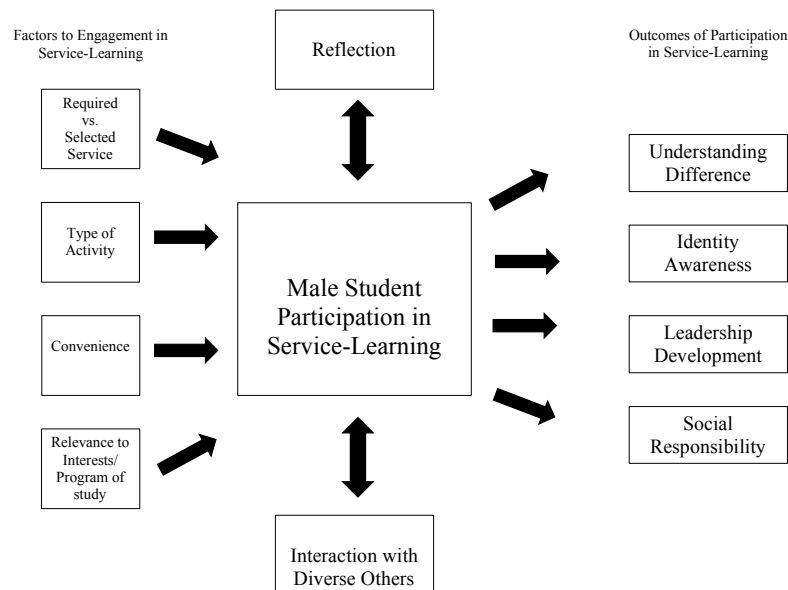 Factors to Engagement in
Service-Learning
Required
vs.
Selected
Service
Type of
Activity
Convenience
Relevance to
Interests/
Program of
study
Reflection
Male Student
Participation in
Service-Learning
Interaction with
Diverse Others
Outcomes of Participation
in Service-Learning
Understanding
Difference
Identity
Awareness
Leadership
Development
Social
Responsibility